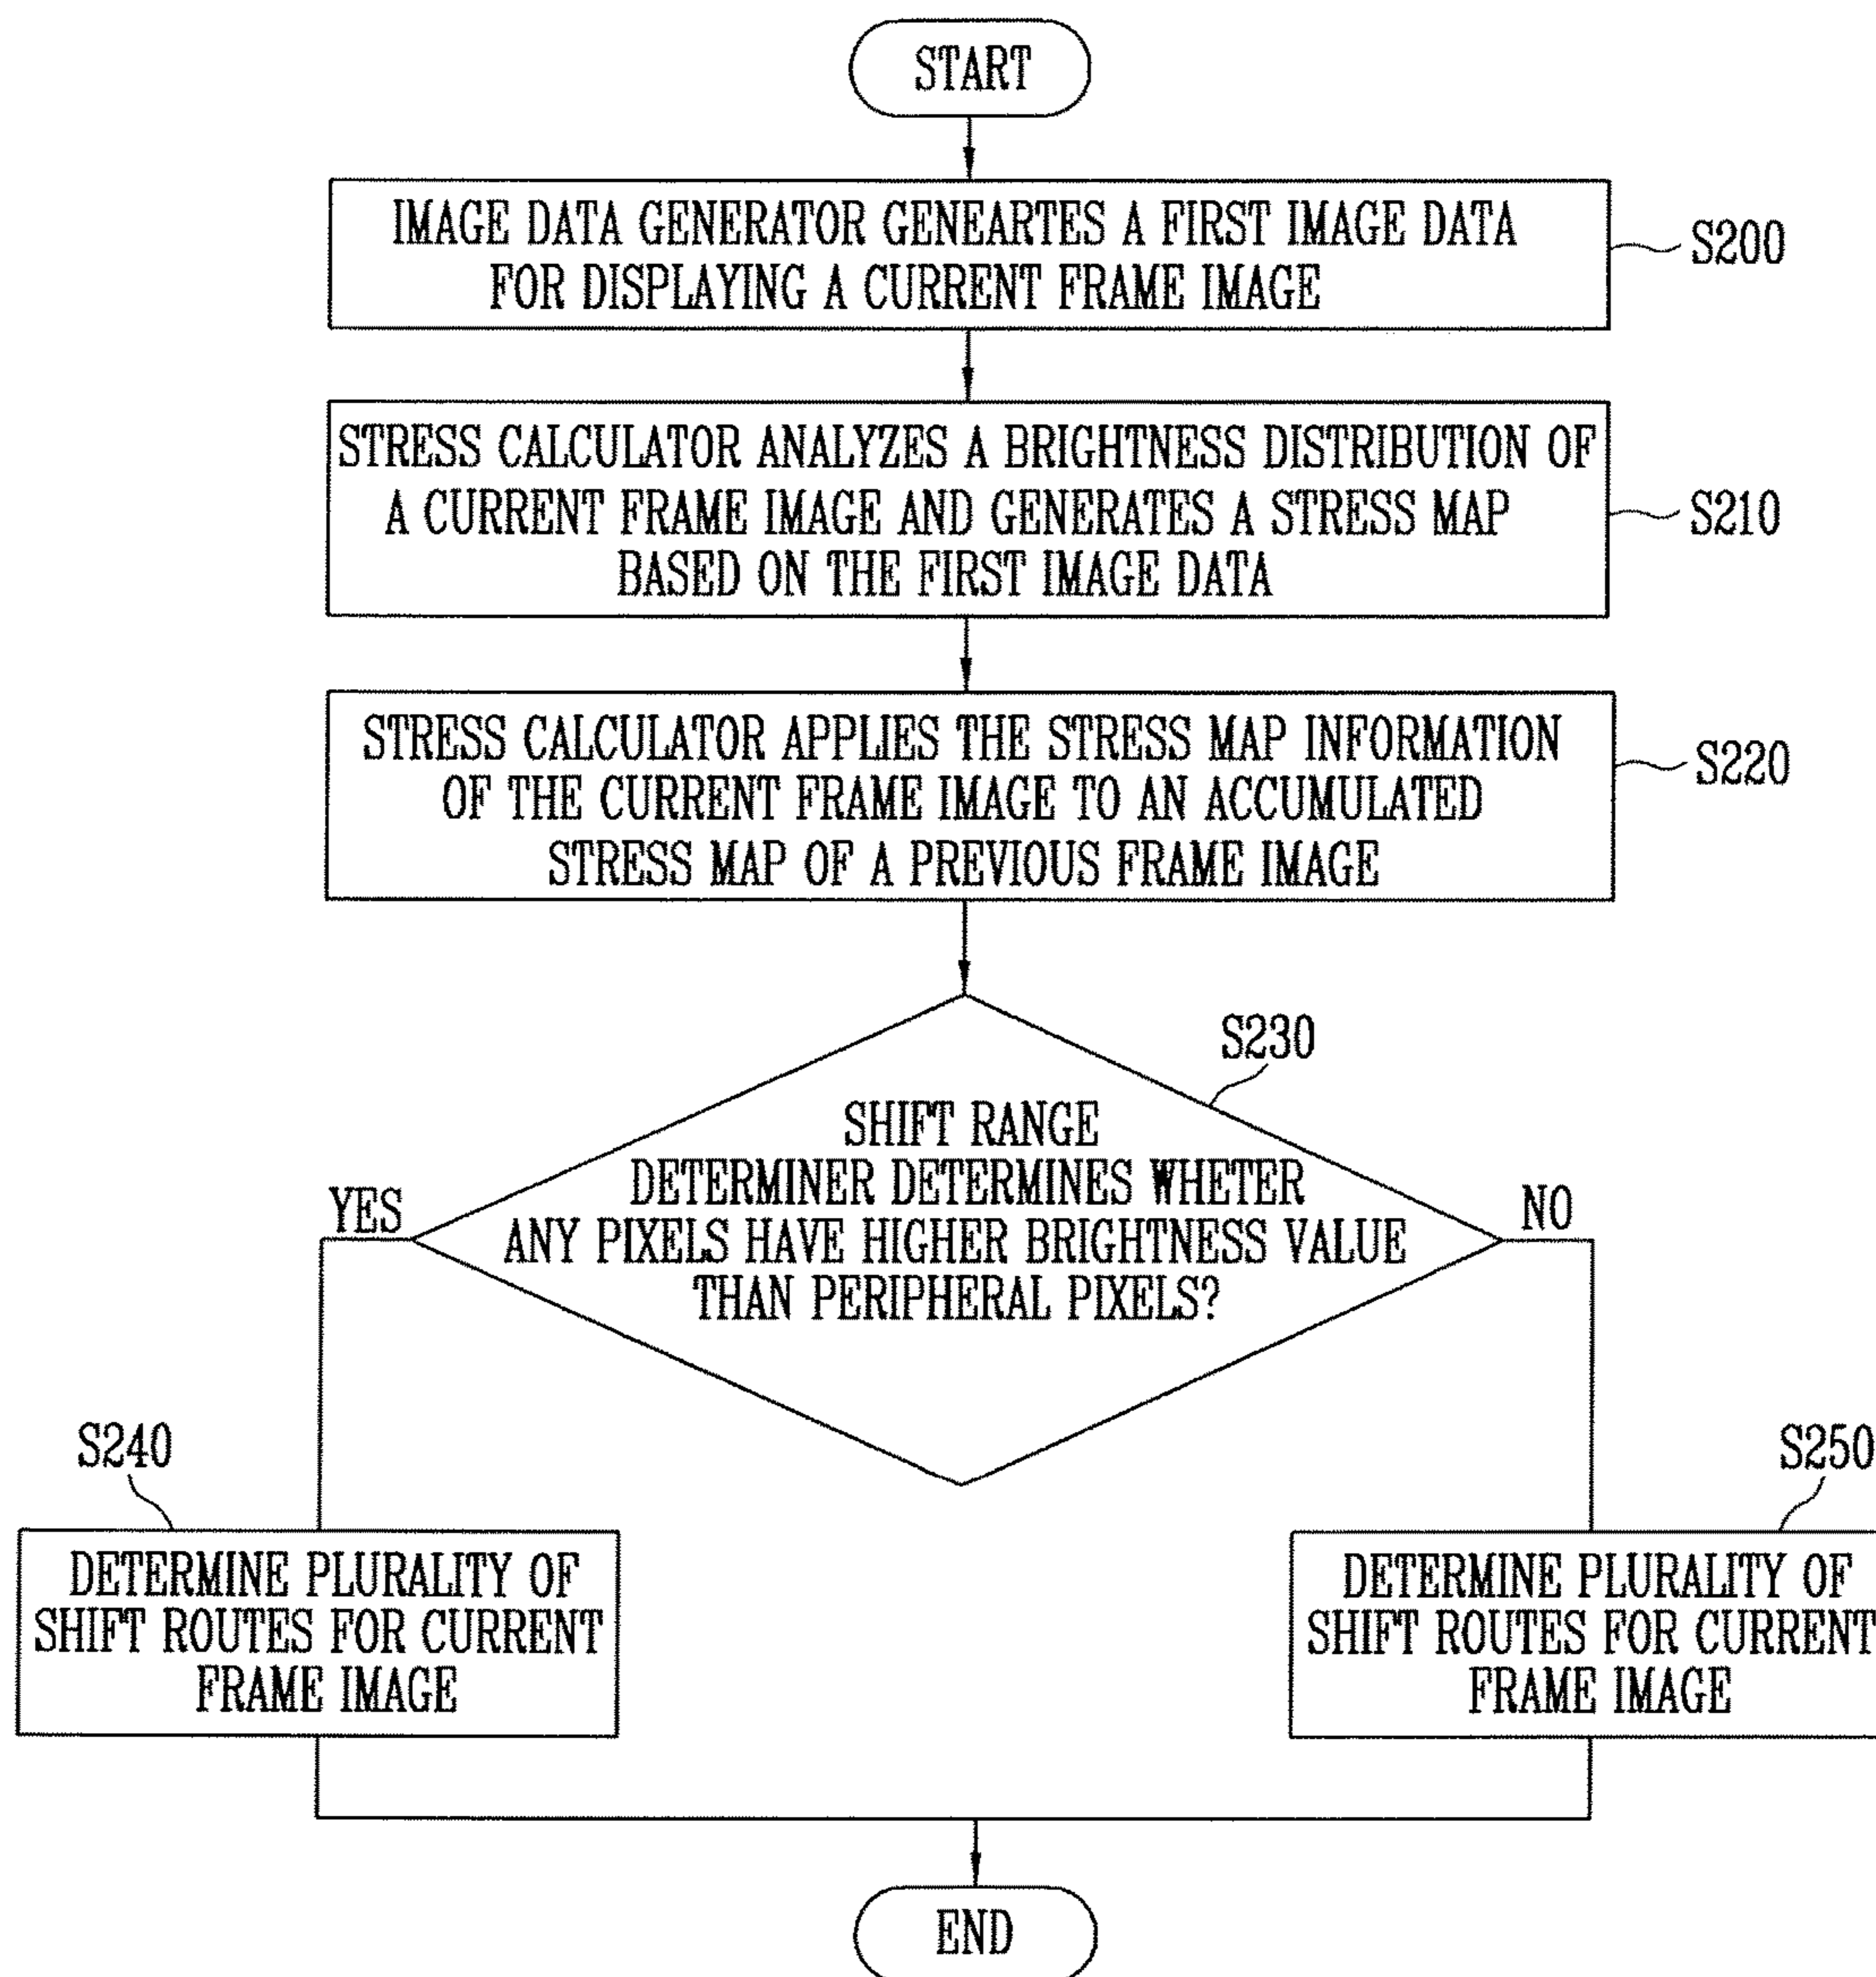 START
IMAGE DATA GENERATOR GENEARTES A FIRST IMAGE DATA
FOR DISPLAYING A CURRENT FRAME IMAGE
S200
STRESS CALCULATOR ANALYZES A BRIGHTNESS DISTRIBUTION OF
A CURRENT FRAME IMAGE AND GENERATES A STRESS MAP
BASED ON THE FIRST IMAGE DATA
S210
STRESS CALCULATOR APPLIES THE STRESS MAP INFORMATION
OF THE CURRENT FRAME IMAGE TO AN ACCUMULATED
STRESS MAP OF A PREVIOUS FRAME IMAGE
S220
S230
SHIFT RANGE
DETERMINER DETERMINES WHETER
ANY PIXELS HAVE HIGHER BRIGHTNESS VALUE
THAN PERIPHERAL PIXELS?
YES
NO
S240
DETERMINE PLURALITY OF
SHIFT ROUTES FOR CURRENT
FRAME IMAGE
S250
DETERMINE PLURALITY OF
SHIFT ROUTES FOR CURRENT
FRAME IMAGE
END